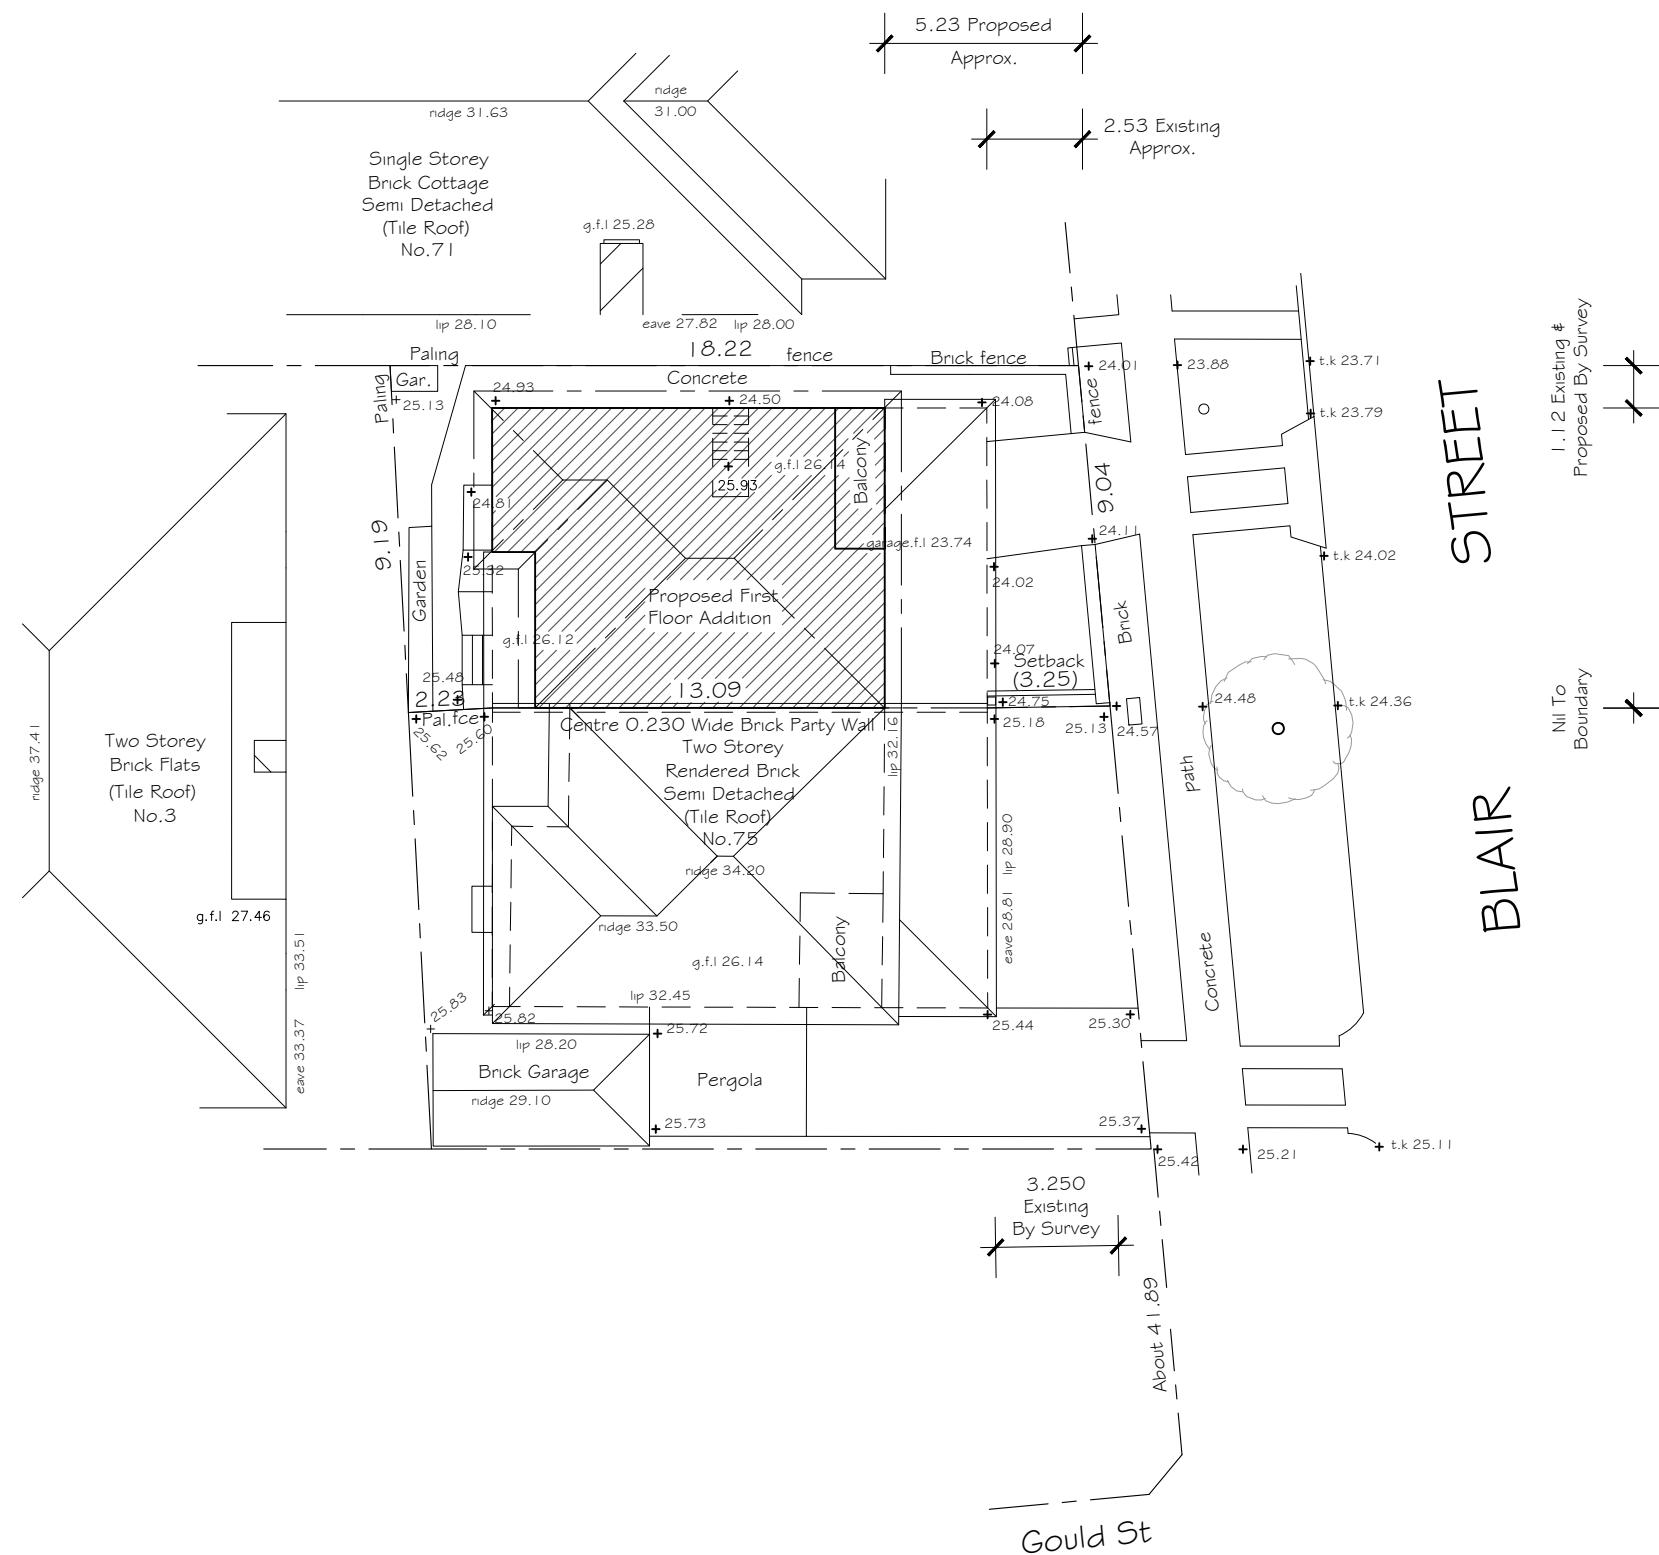 5.23 Proposed
Approx.
2.53 Existing
Approx.
ridge
31.00
ridge 31.63
Single Storey
Brick Cottage
Semi Detached
(Tile Roof)
No.71
g.f.l 25.28
lip 28.10
eave 27.82
lip 28.00
Paling
18.22
fence
Brick fence
Gar.
Concrete
Paling
25.13
24.93
24.50
24.08
fence
24.01
23.88
t.k 23.71
t.k 23.79
1.12 Existing &
Proposed By Survey
STREET
g.f.l 26.14
25.93
Balcony
24.81
9.04
9.19
24.11
garage.f.l 23.74
t.k 24.02
25.32
24.02
Garden
Proposed First
Floor Addition
Brick
g.f.l 26.12
24.07
Setback
(3.25)
25.48
2.23
13.09
24.75
24.48
t.k 24.36
Nil To
Boundary
Pal.fce
25.62
25.60
Centre 0.230 Wide Brick Party Wall
25.18
25.13
24.57
lip 32.16
Two Storey
Rendered Brick
Semi Detached
(Tile Roof)
No.75
ridge 34.20
Two Storey
Brick Flats
(Tile Roof)
No.3
ridge 37.41
path
BLAIR
g.f.l 27.46
ridge 33.50
g.f.l 26.14
Balcony
eave 28.81 lip 28.90
Concrete
lip 33.51
eave 33.37
lip 32.45
25.83
25.82
25.72
25.44
25.30
lip 28.20
Brick Garage
ridge 29.10
Pergola
25.73
25.37
25.42
25.21
t.k 25.11
3.250
Existing
By Survey
About 41.89
Gould St